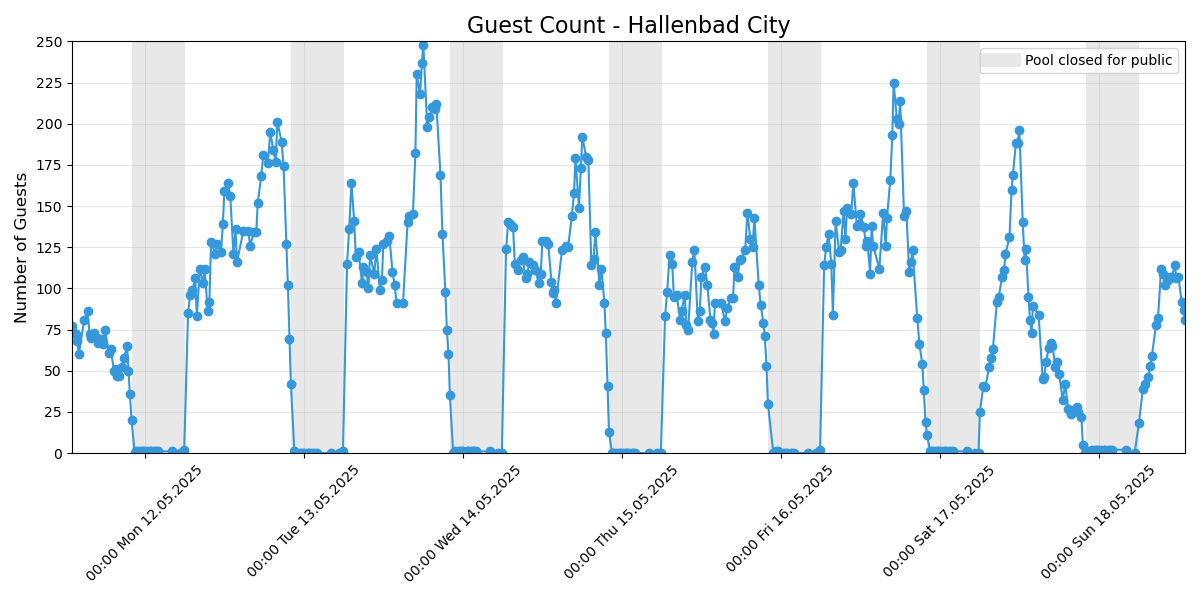 Guest Count - Hallenbad City
Pool closed for public
Number of Guests
250
225
200
175
150
125
100
75
50
25
0
00:00 Mon 12.05.2025
00:00 Tue 13.05.2025
00:00 Wed 14.05.2025
00:00 Thu 15.05.2025
00:00 Fri 16.05.2025
00:00 Sat 17.05.2025
00:00 Sun 18.05.2025